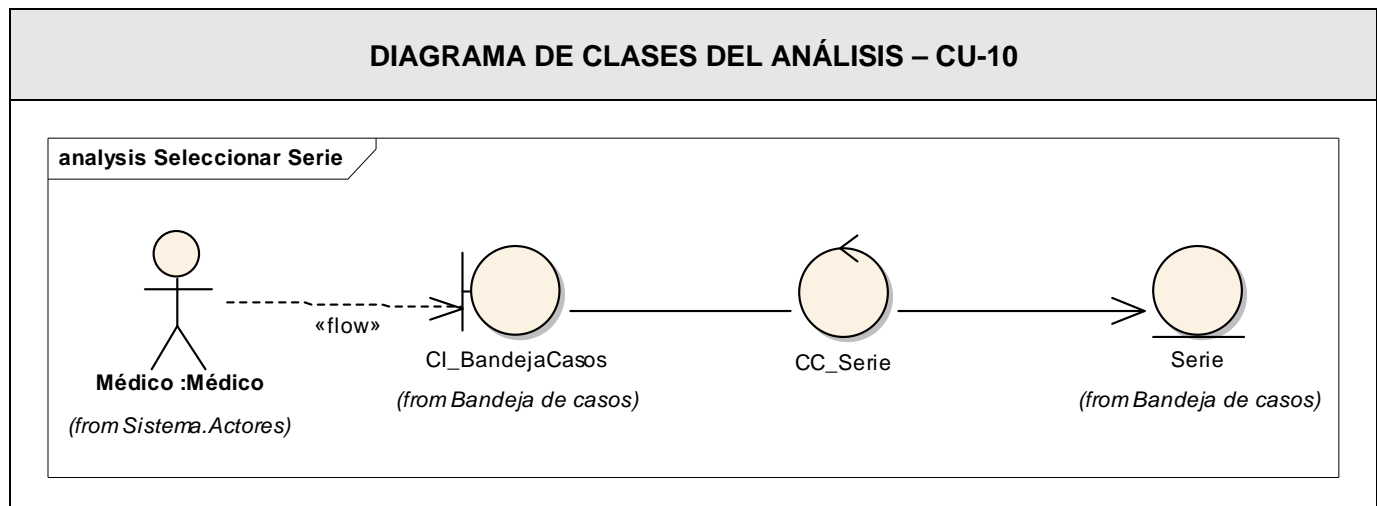 DIAGRAMA DE CLASES DEL ANÁLISIS – CU-10
analysis Seleccionar Serie
«flow»
Médico :Médico
(from Sistema.Actores)
CI_BandejaCasos
(from Bandeja de casos)
CC_Serie
Serie
(from Bandeja de casos)